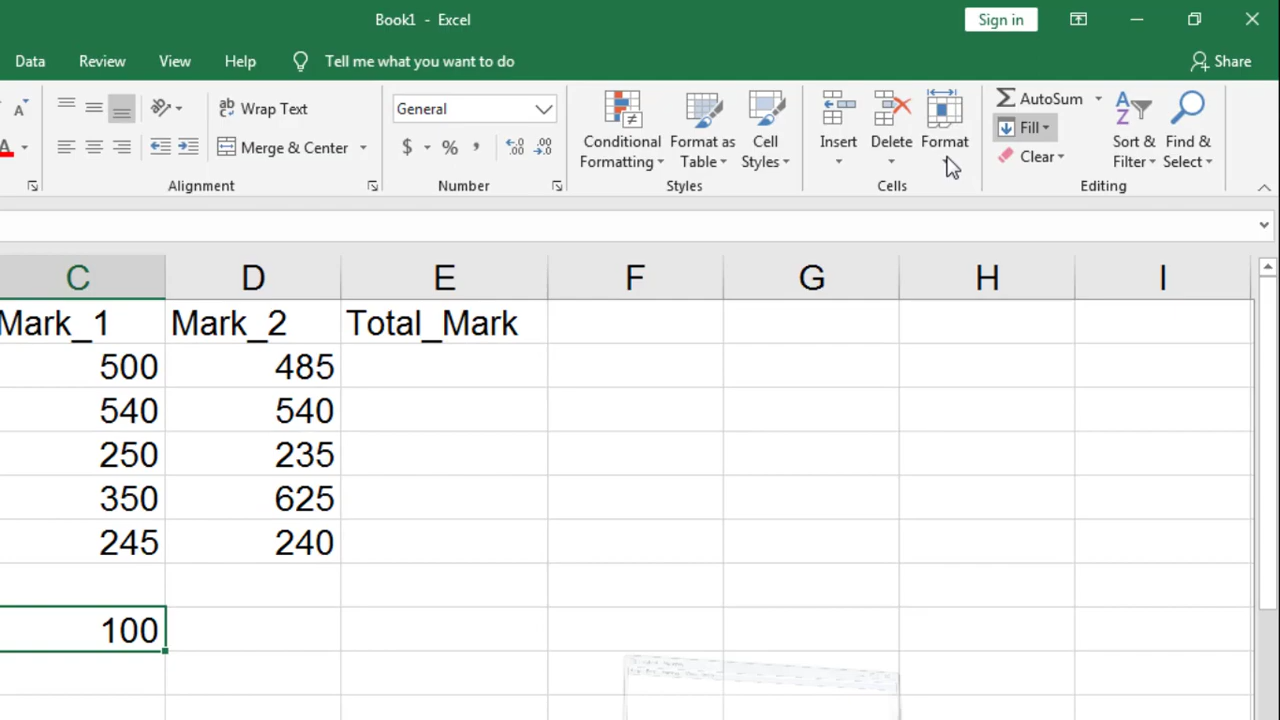 Book1 - Excel
Sign in
Data Review View Help Tell me what you want to do
Share
A
A
Wrap Text
Merge & Center
Alignment
General
$ % ,
.00 .0
Number
Conditional Formatting
Format as Table
Cell Styles
Styles
Insert
Delete
Format
Cells
AutoSum
Fill
Clear
Sort & Filter
Find & Select
Editing
C D E F G H I
Mark_1 Mark_2 Total_Mark
500 485
540 540
250 235
350 625
245 240
100